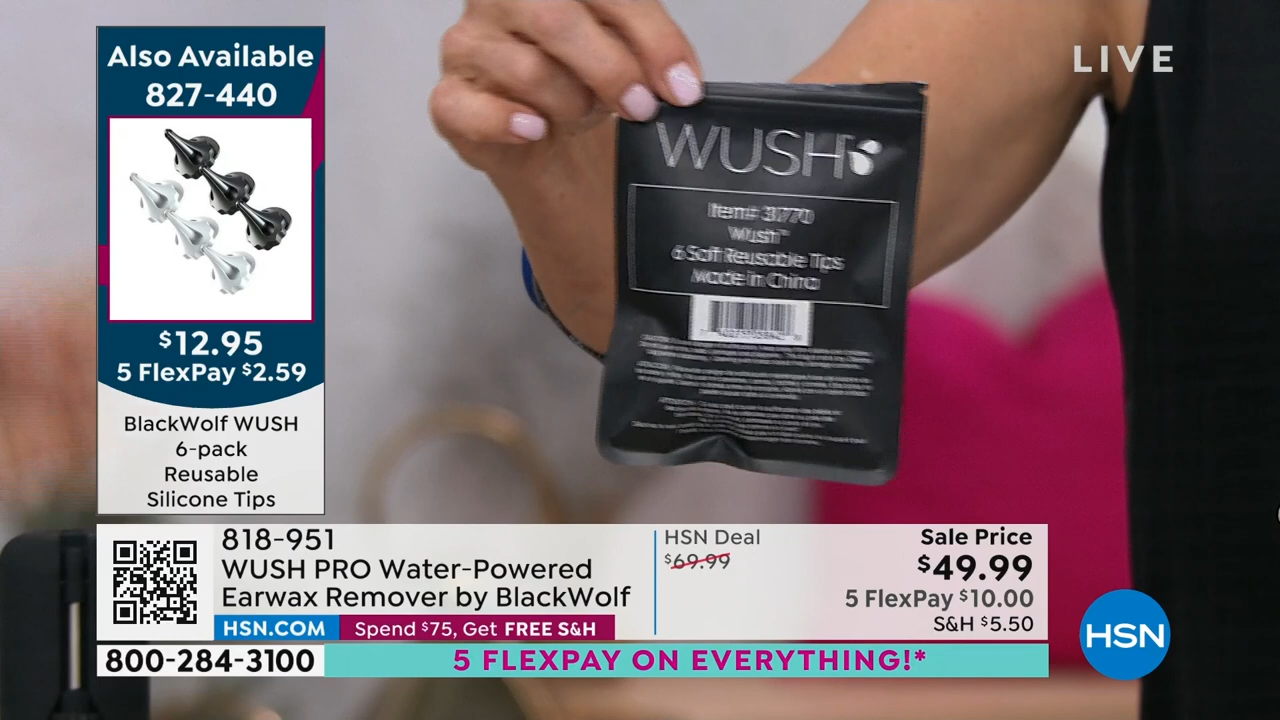 Also Available
827-440
$12.95
5 FlexPay $2.59
BlackWolf WUSH
6-pack
Reusable
Silicone Tips
LIVE
WUSH
Item# 31770
Wush™
6 Soft Reusable Tips
Made in China
818-951
WUSH PRO Water-Powered
Earwax Remover by BlackWolf
HSN.COM
Spend $75, Get FREE S&H
HSN Deal
$69.99
Sale Price
$49.99
5 FlexPay $10.00
S&H $5.50
HSN
800-284-3100
5 FLEXPAY ON EVERYTHING!*